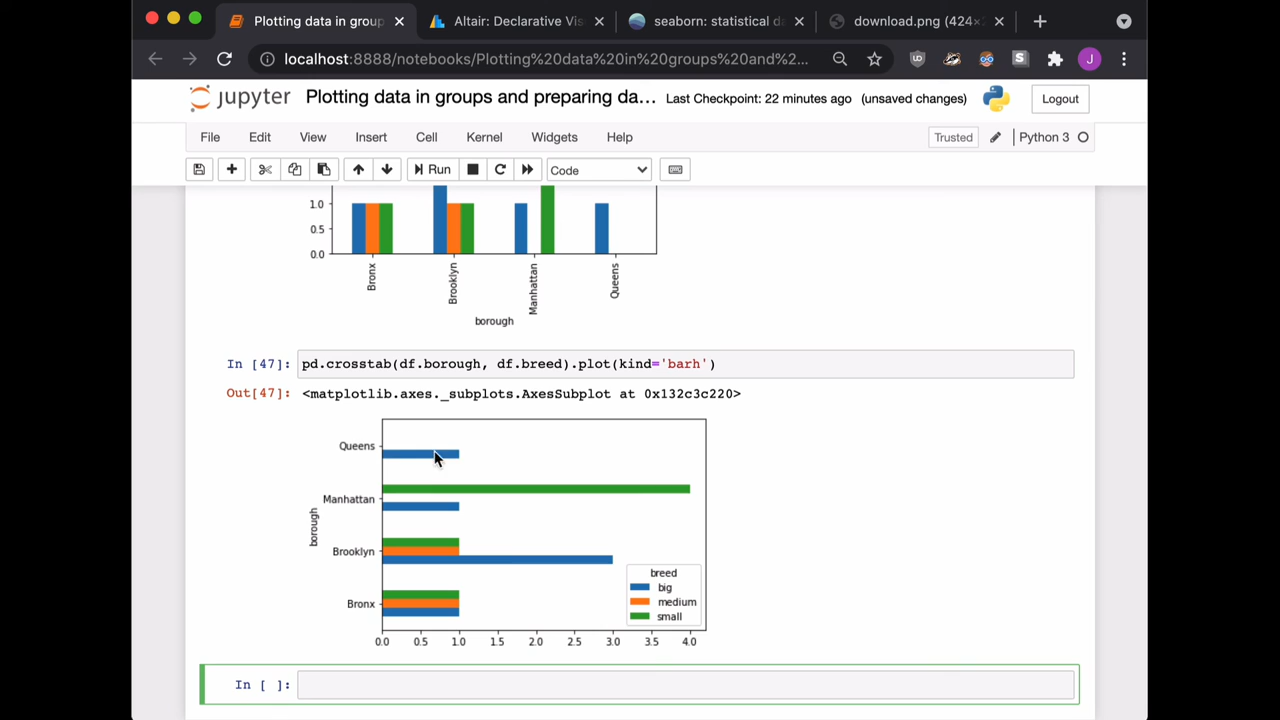 Plotting data in group
Altair: Declarative Vis
seaborn: statistical d
download.png (424×2
localhost:8888/notebooks/Plotting%20data%20in%20groups%20and%2...
J
jupyter Plotting data in groups and preparing da... Last Checkpoint: 22 minutes ago (unsaved changes) Logout
File Edit View Insert Cell Kernel Widgets Help Trusted Python 3
Run Code
1.0
0.5
0.0
Bronx
Brooklyn
Manhattan
Queens
borough
In [47]: pd.crosstab(df.borough, df.breed).plot(kind='barh')
Out[47]: <matplotlib.axes._subplots.AxesSubplot at 0x132c3c220>
Queens
Manhattan
borough
Brooklyn
Bronx
breed
big
medium
small
0.0 0.5 1.0 1.5 2.0 2.5 3.0 3.5 4.0
In [ ]: